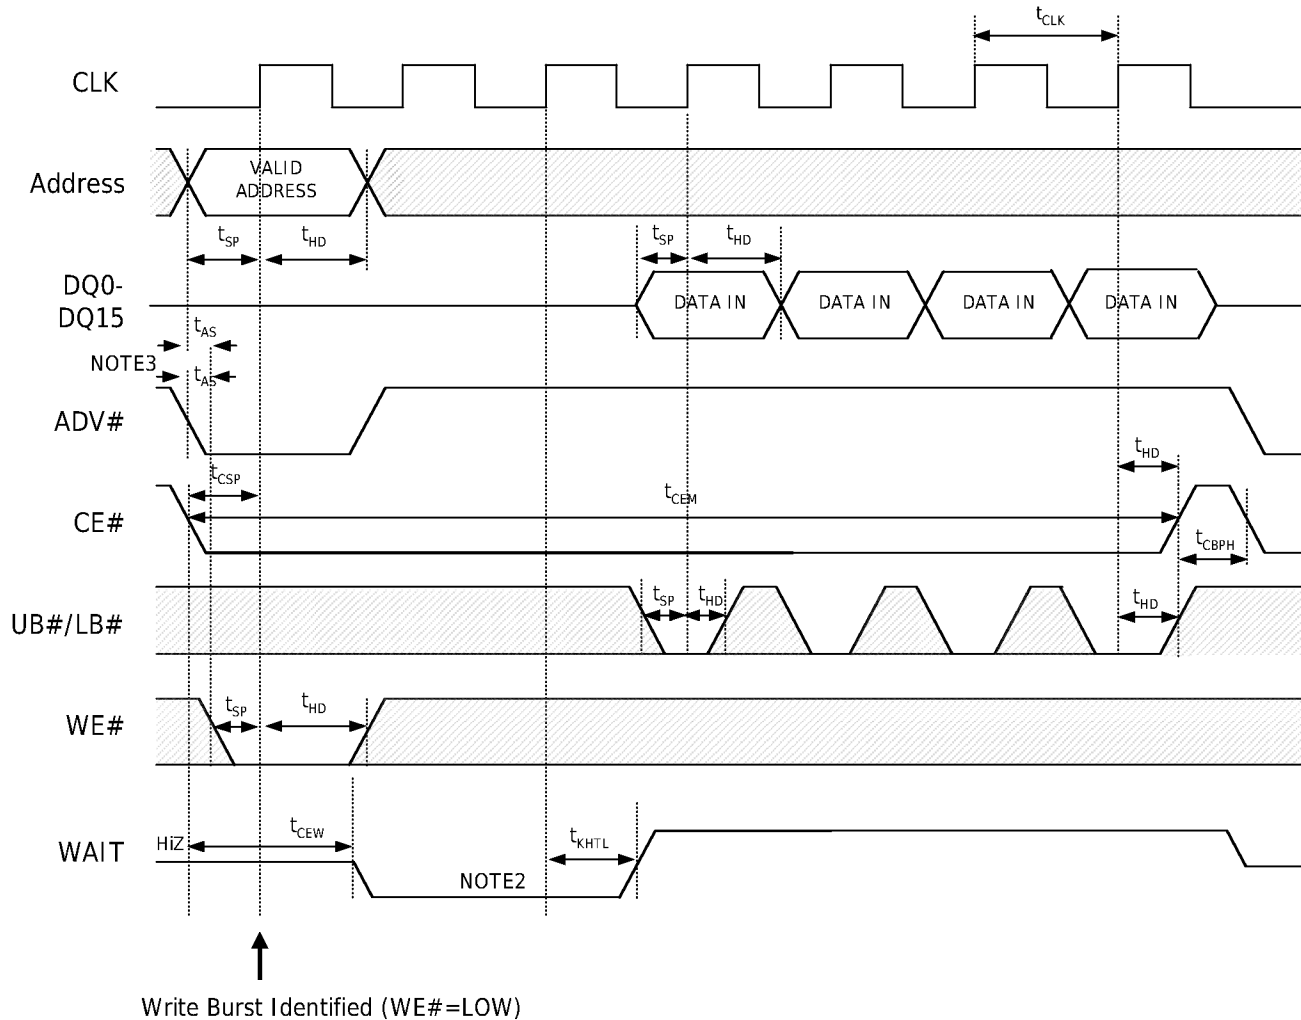 tCLK
CLK
Address
VALID
ADDRESS
tSP
tHD
tSP
tHD
DQ0-
DQ15
DATA IN
DATA IN
DATA IN
DATA IN
tAS
NOTE3
tAS
ADV#
tHD
tCSP
tCEM
CE#
tCBPH
UB#/LB#
tSP
tHD
tHD
WE#
tSP
tHD
WAIT
HiZ
tCEW
tKHTL
NOTE2
Write Burst Identified (WE#=LOW)